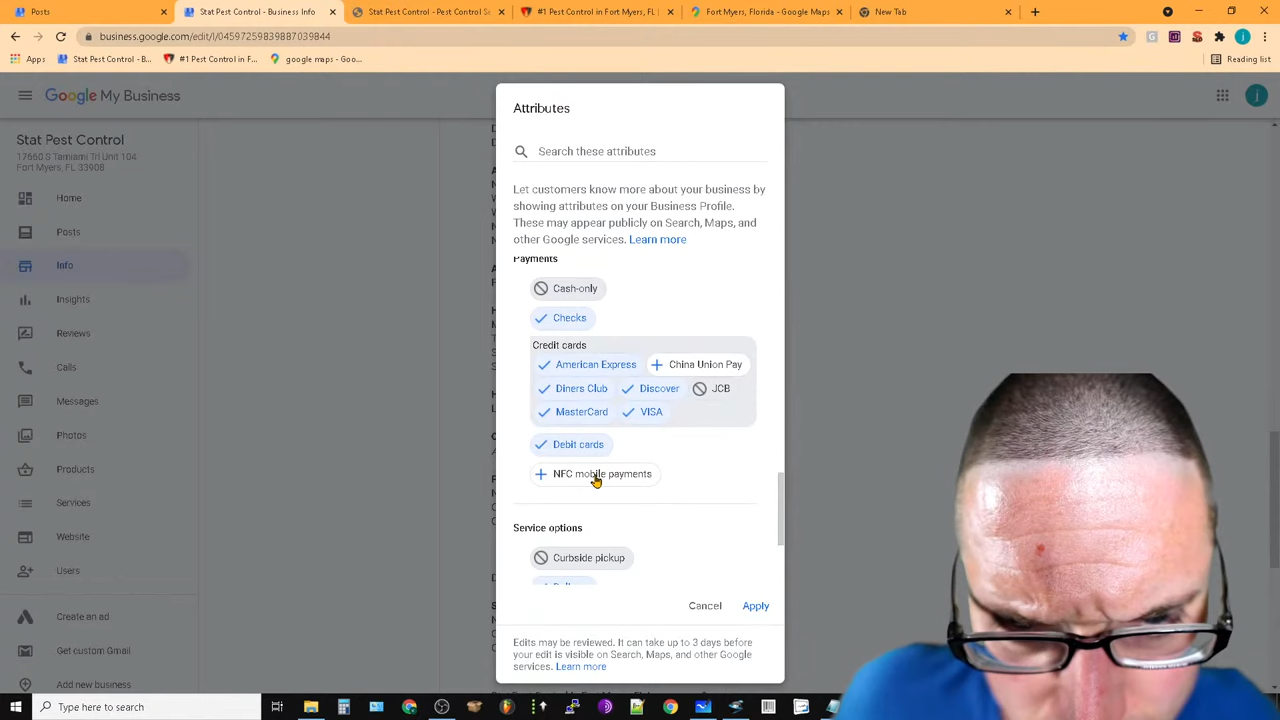 Posts
Stat Pest Control - Business Info
Stat Pest Control - Pest Control Se
#1 Pest Control in Fort Myers, FL |
Fort Myers, Florida - Google Maps
New Tab
business.google.com/edit/l/04597259839887039844
Apps
Stat Pest Control - B...
#1 Pest Control in F...
google maps - Goo...
Reading list
Google My Business
Stat Pest Control
17660 S Tamiami Trl Unit 104
Fort Myers, FL 33908
Home
Posts
Info
Insights
Reviews
Calls
Messages
Photos
Products
Services
Website
Users
Create an ad
Get custom Gmail
Add new business
Attributes
Search these attributes
Let customers know more about your business by
showing attributes on your Business Profile.
These may appear publicly on Search, Maps, and
other Google services. Learn more
Payments
Cash-only
Checks
Credit cards
American Express
China Union Pay
Diners Club
Discover
JCB
MasterCard
VISA
Debit cards
NFC mobile payments
Service options
Curbside pickup
Cancel
Apply
Edits may be reviewed. It can take up to 3 days before
your edit is visible on Search, Maps, and other Google
services. Learn more
Type here to search